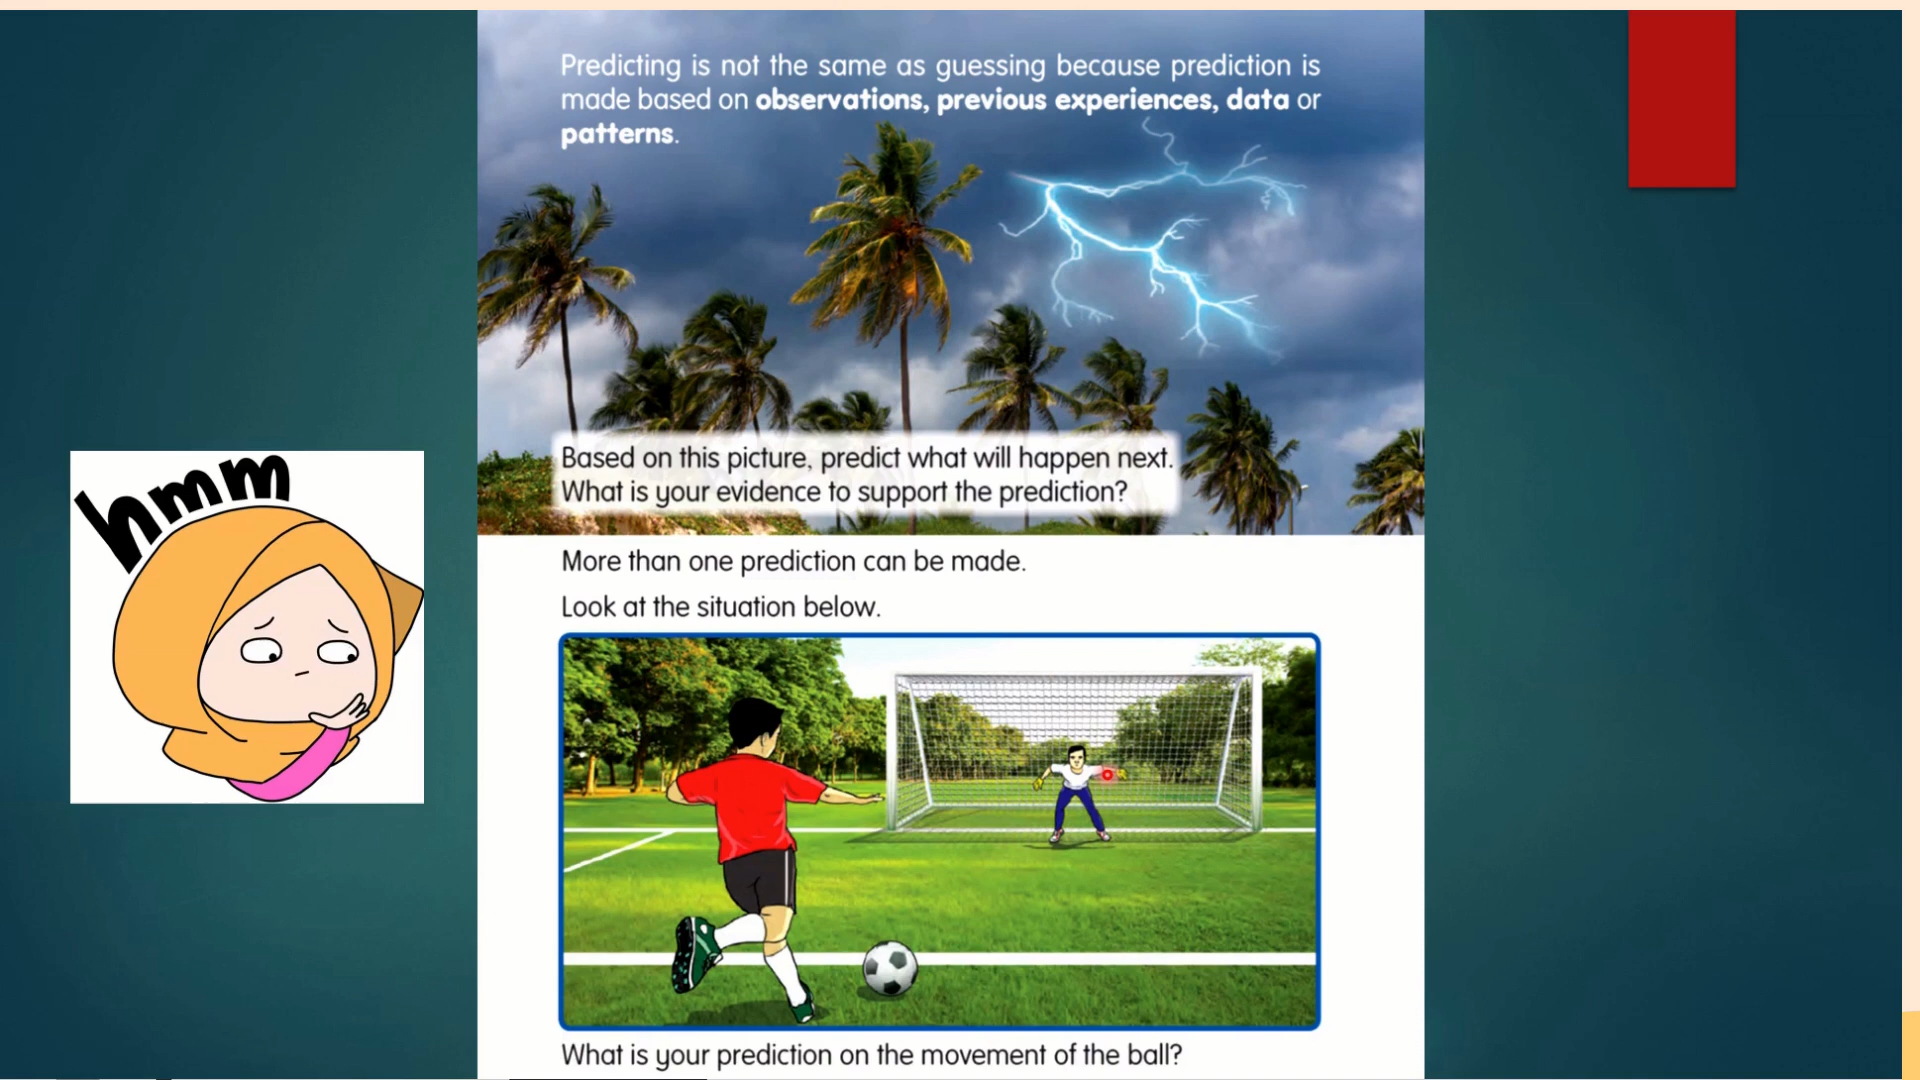 Predicting is not the same as guessing because prediction is
made based on observations, previous experiences, data or
patterns.
Based on this picture, predict what will happen next.
What is your evidence to support the prediction?
hmm
More than one prediction can be made.
Look at the situation below.
What is your prediction on the movement of the ball?